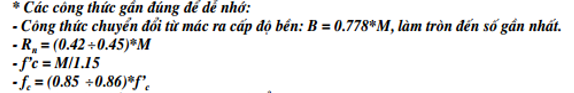 * Các công thức gần đúng để dễ nhớ:
- Công thức chuyển đổi từ mác ra cấp độ bền: B = 0.778*M, làm tròn đến số gần nhất.
- Rn = (0.42 ÷0.45)*M
- f'c = M/1.15
- fc = (0.85 ÷0.86)*f'c